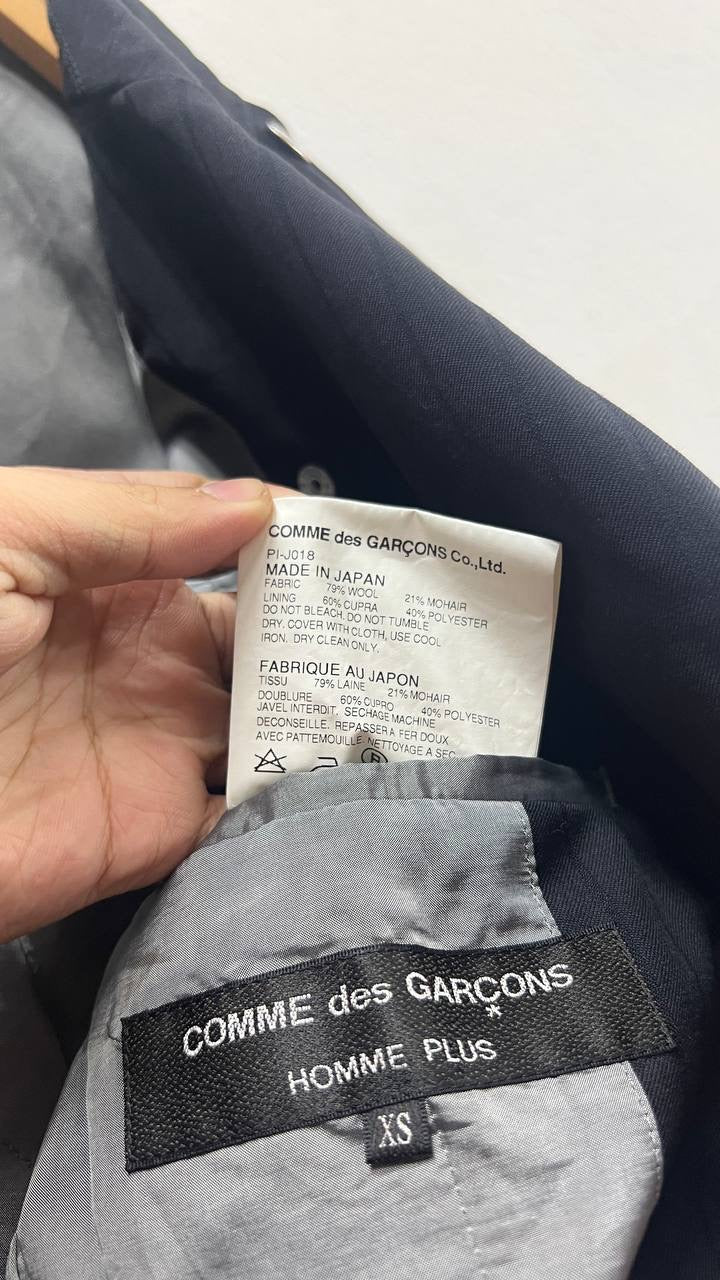 COMME des GARÇONS Co.,Ltd.
PI-J018
MADE IN JAPAN
FABRIC 79% WOOL 21% MOHAIR
LINING 60% CUPRA 40% POLYESTER
DO NOT BLEACH. DO NOT TUMBLE
DRY. COVER WITH CLOTH, USE COOL
IRON. DRY CLEAN ONLY.
FABRIQUE AU JAPON
TISSU 79% LAINE 21% MOHAIR
DOUBLURE 60% CUPRO 40% POLYESTER
JAVEL INTERDIT. SECHAGE MACHINE
DECONSEILLE. REPASSER A FER DOUX
AVEC PATTEMOUILLE. NETTOYAGE A SEC
COMME des GARÇONS
*
HOMME PLUS
XS